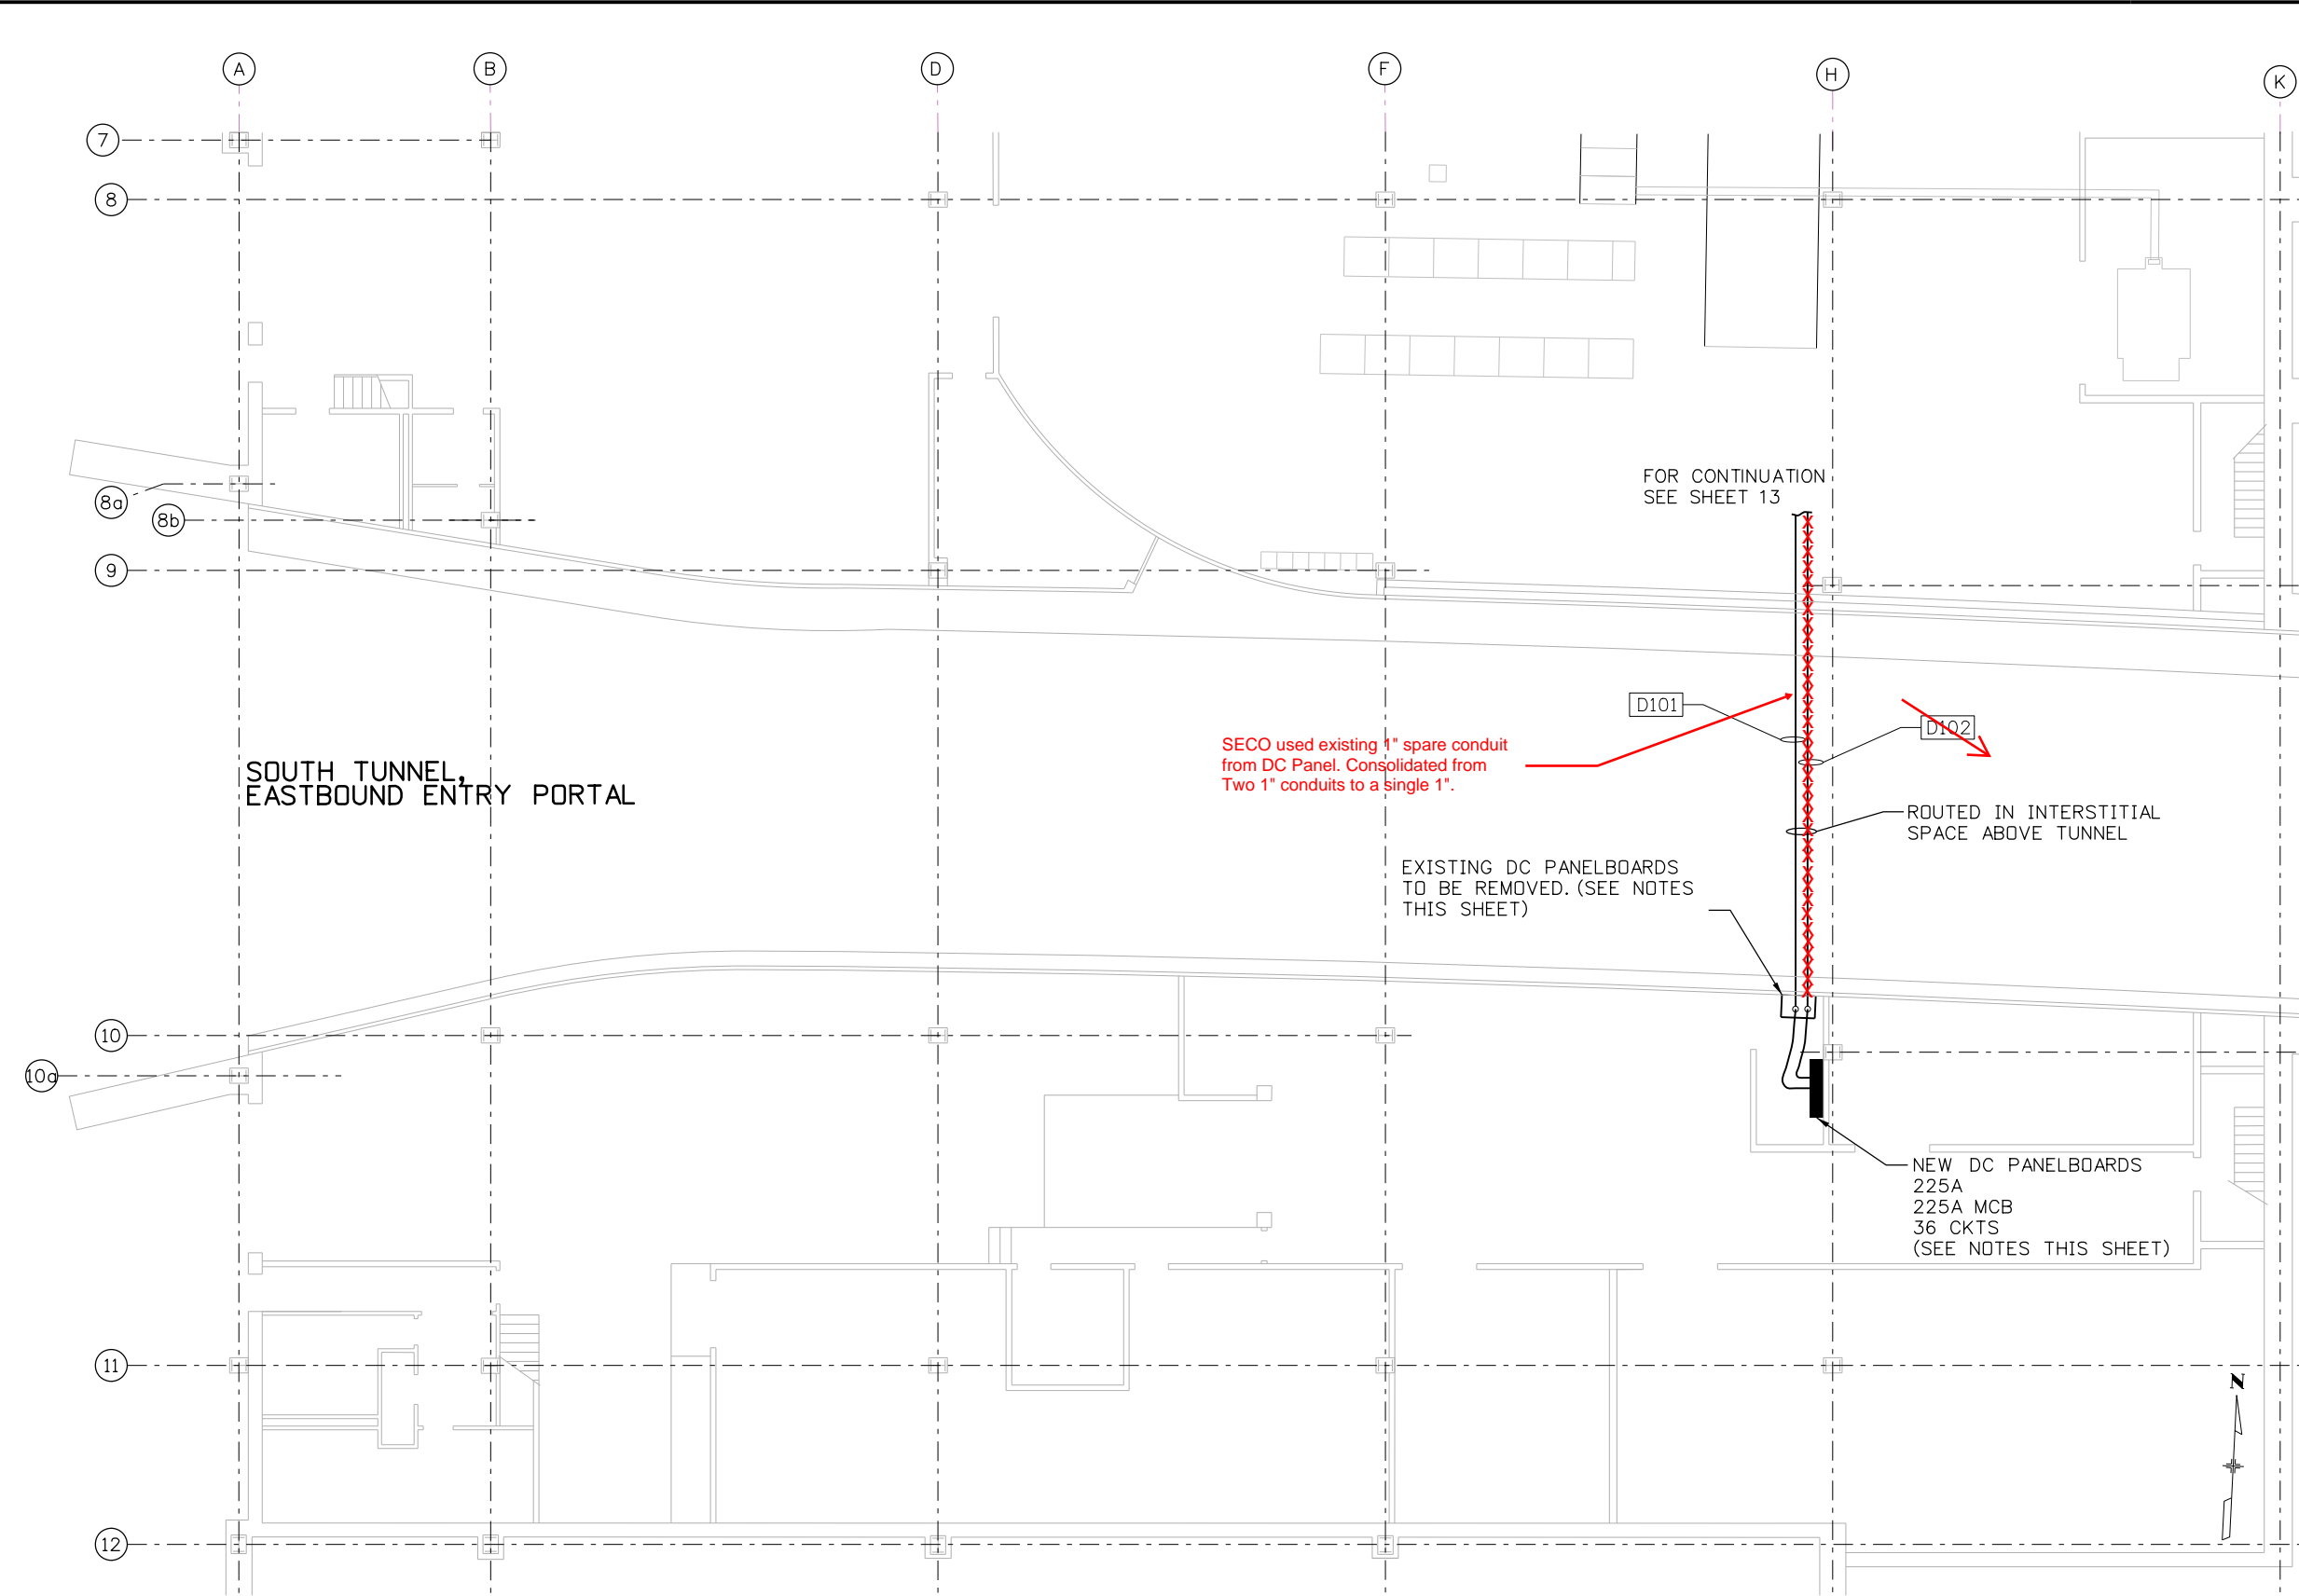 A
B
D
F
H
K
7
8
8a
8b
9
10
10a
11
12
FOR CONTINUATION
SEE SHEET 13
D101
D102
SECO used existing 1" spare conduit
from DC Panel. Consolidated from
Two 1" conduits to a single 1".
SOUTH TUNNEL,
EASTBOUND ENTRY PORTAL
ROUTED IN INTERSTITIAL
SPACE ABOVE TUNNEL
EXISTING DC PANELBOARDS
TO BE REMOVED. (SEE NOTES
THIS SHEET)
NEW DC PANELBOARDS
225A
225A MCB
36 CKTS
(SEE NOTES THIS SHEET)
N